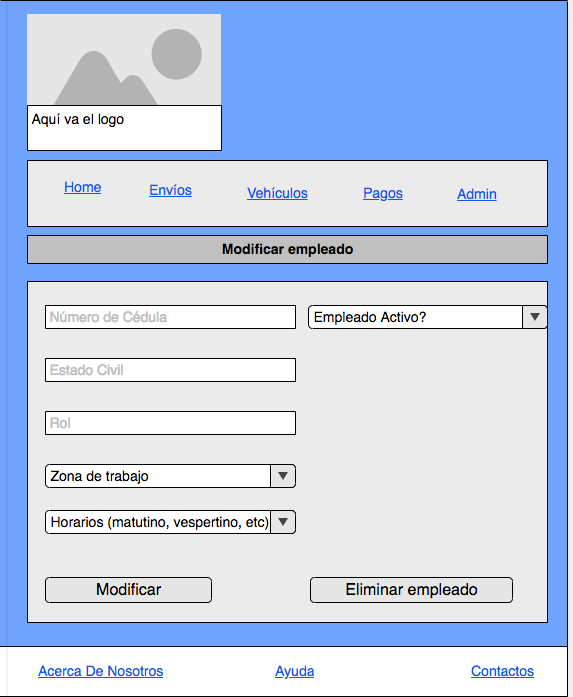 Aquí va el logo
Home Envíos Vehículos Pagos Admin
Modificar empleado
Número de Cédula Empleado Activo?
Estado Civil
Rol
Zona de trabajo
Horarios (matutino, vespertino, etc)
Modificar Eliminar empleado
Acerca De Nosotros Ayuda Contactos